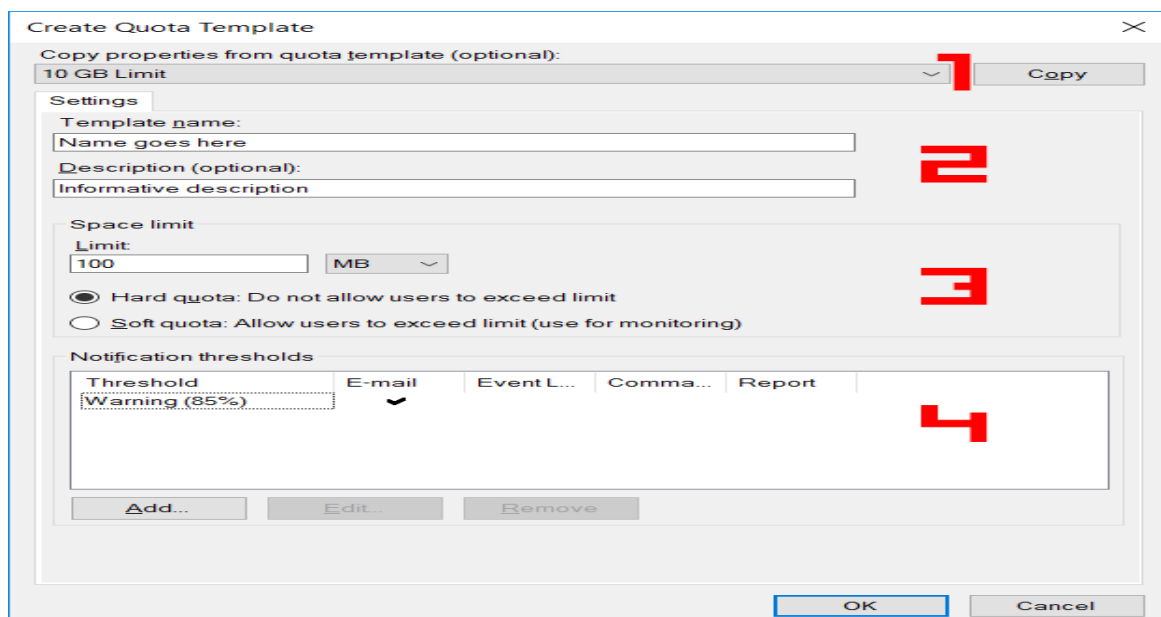 Create Quota Template
Copy properties from quota template (optional):
10 GB Limit
1
Copy
Settings
Template name:
Name goes here
2
Description (optional):
Informative description
Space limit
Limit:
100 MB
3
Hard quota: Do not allow users to exceed limit
Soft quota: Allow users to exceed limit (use for monitoring)
Notification thresholds
Threshold E-mail Event L... Comma... Report
Warning (85%)
4
Add... Edit... Remove
OK Cancel